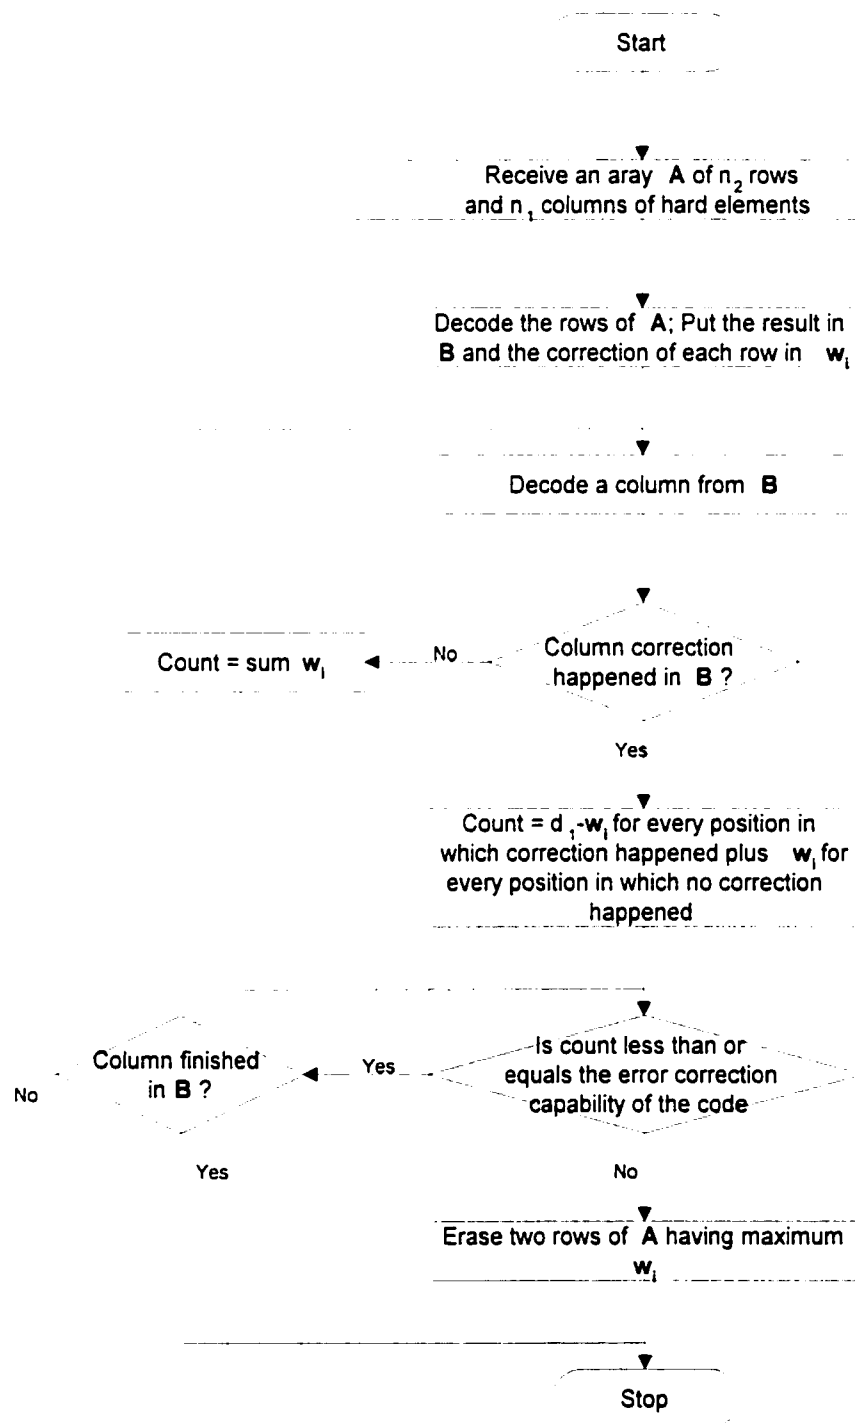 Start
Receive an aray A of n₂ rows
and n₁ columns of hard elements
Decode the rows of A; Put the result in
B and the correction of each row in wᵢ
Decode a column from B
Column correction
happened in B ?
No
Count = sum wᵢ
Yes
Count = d₁-wᵢ for every position in
which correction happened plus wᵢ for
every position in which no correction
happened
Is count less than or
equals the error correction
capability of the code
Yes
Column finished
in B ?
No
Yes
No
Erase two rows of A having maximum
wᵢ
Stop